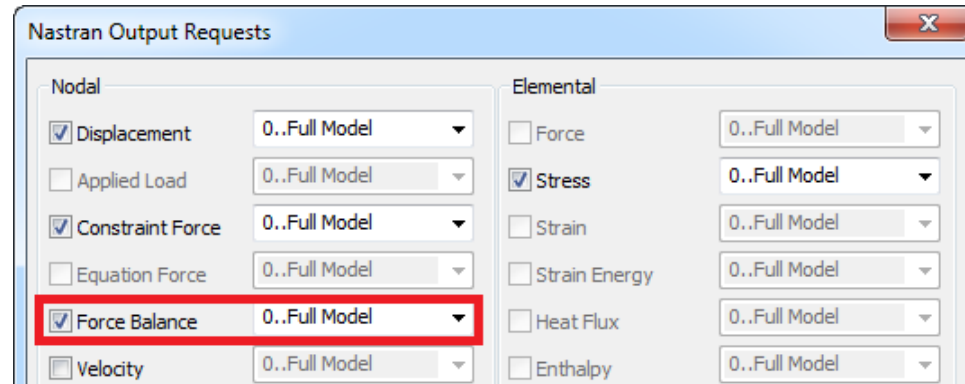 Nastran Output Requests
Nodal
Displacement 0..Full Model
Applied Load 0..Full Model
Constraint Force 0..Full Model
Equation Force 0..Full Model
Force Balance 0..Full Model
Velocity 0..Full Model
Elemental
Force 0..Full Model
Stress 0..Full Model
Strain 0..Full Model
Strain Energy 0..Full Model
Heat Flux 0..Full Model
Enthalpy 0..Full Model